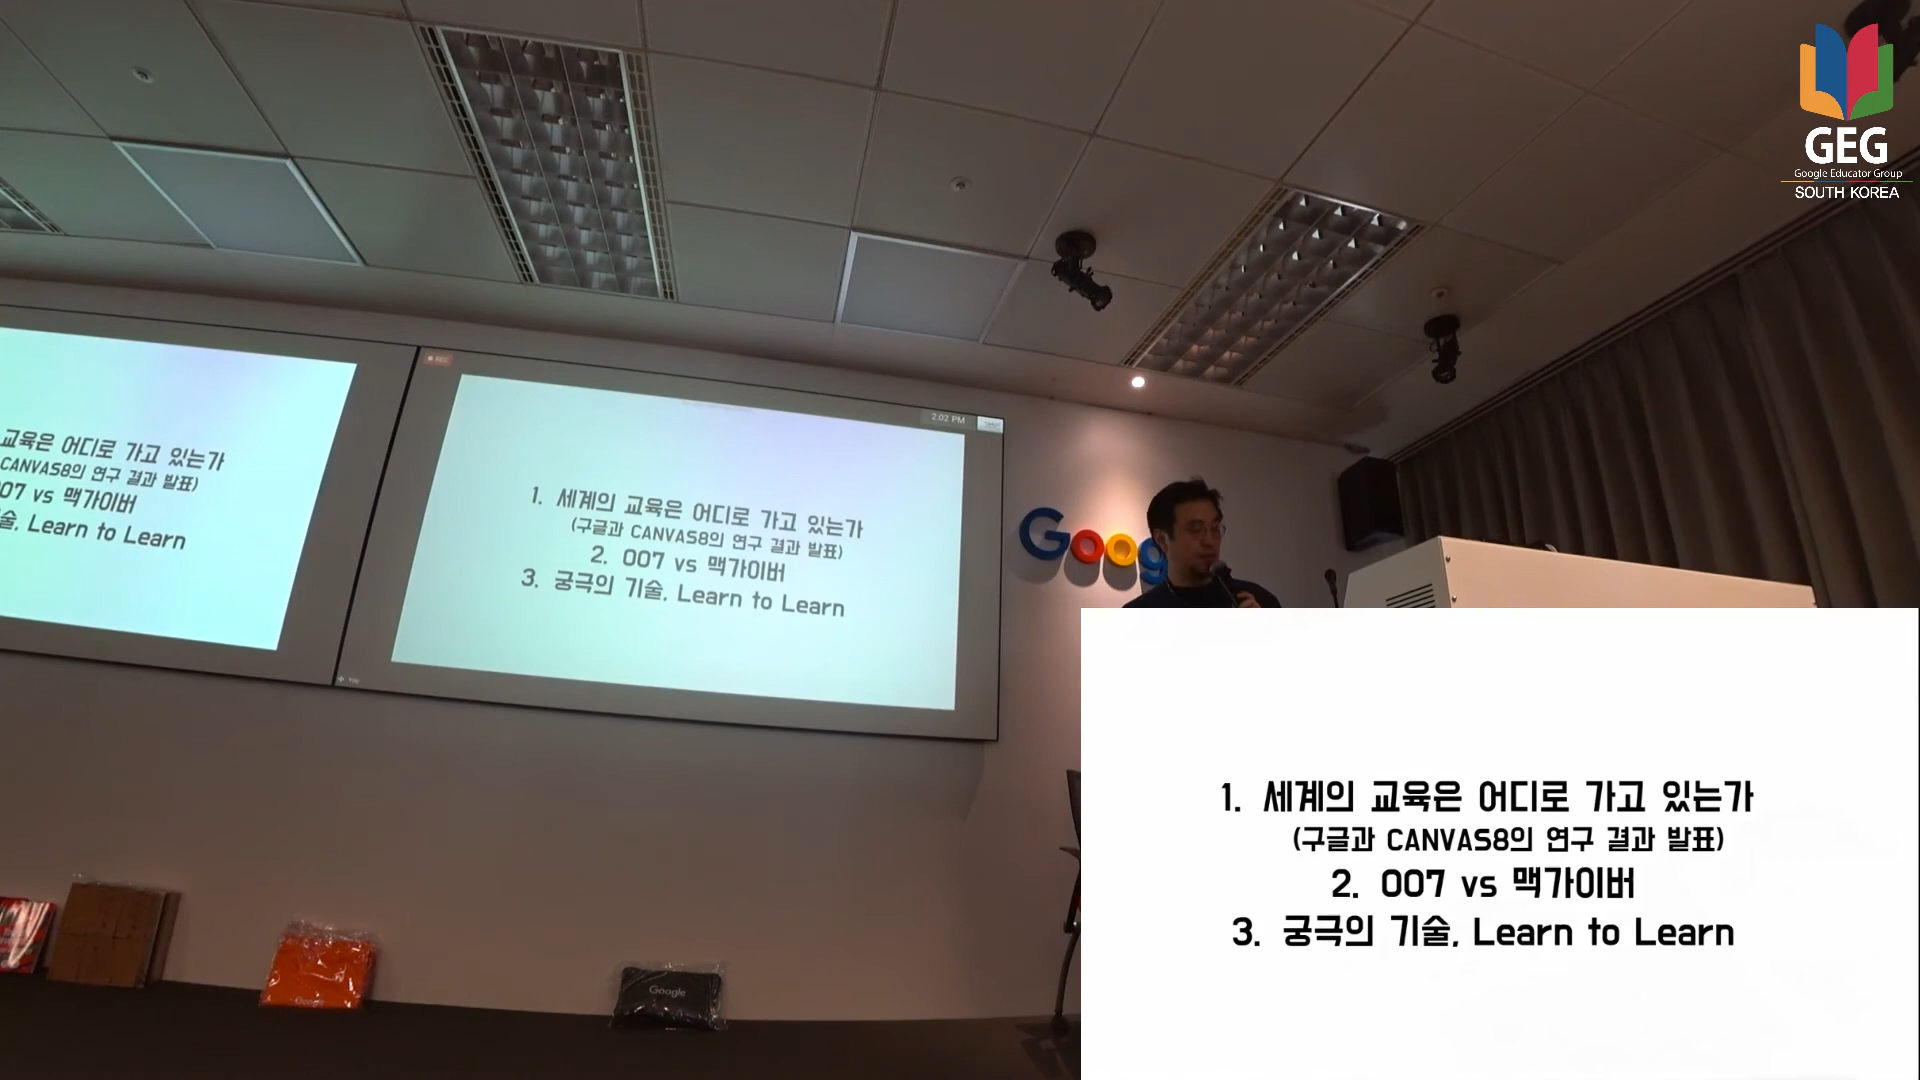 GEG
Google Educator Group
SOUTH KOREA
교육은 어디로 가고 있는가
CANVAS8의 연구 결과 발표)
07 vs 맥가이버
술, Learn to Learn
REC
2:02 PM
1. 세계의 교육은 어디로 가고 있는가
(구글과 CANVAS8의 연구 결과 발표)
2. 007 vs 맥가이버
3. 궁극의 기술, Learn to Learn
You
Goog
1. 세계의 교육은 어디로 가고 있는가
(구글과 CANVAS8의 연구 결과 발표)
2. 007 vs 맥가이버
3. 궁극의 기술, Learn to Learn
Google
Google